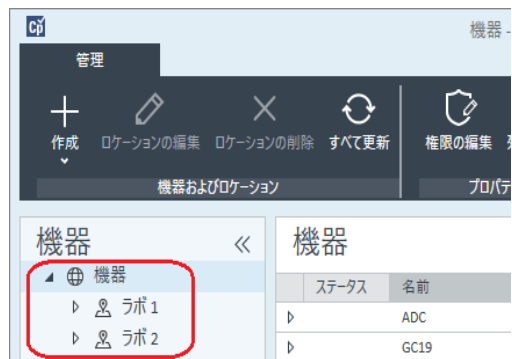 Cp
機器 -
管理
作成 ロケーションの編集 ロケーションの削除 すべて更新 権限の編集
機器およびロケーション プロパテ
機器 機器
機器 ステータス 名前
ラボ 1 ADC
ラボ 2 GC19